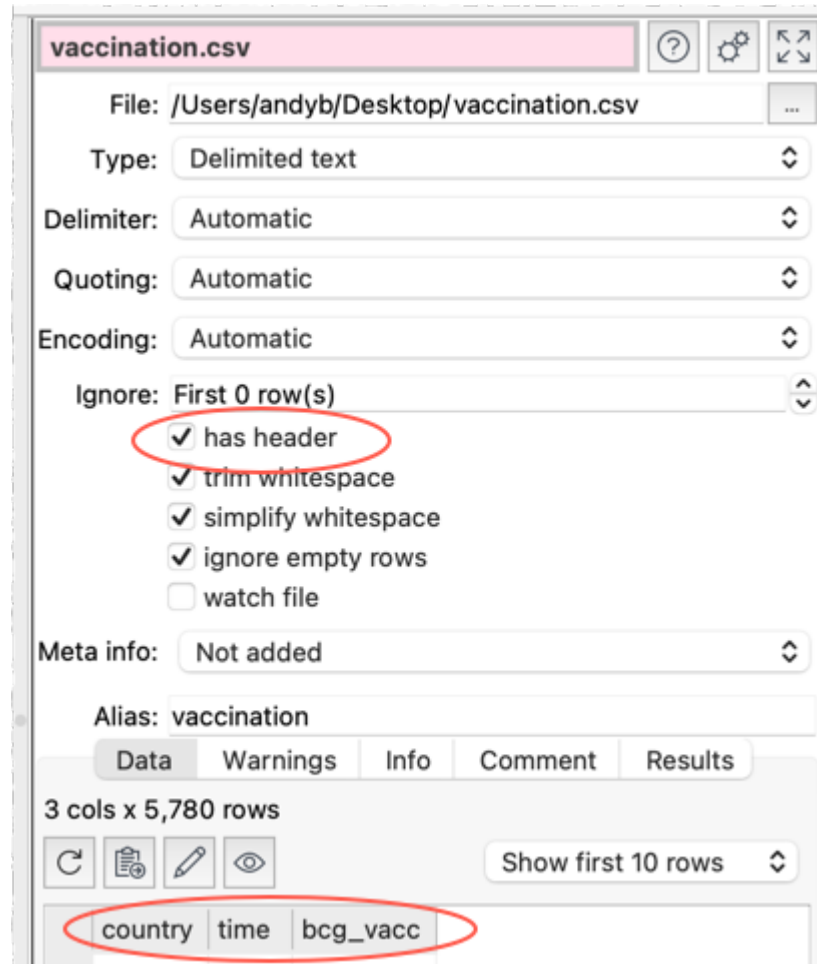 vaccination.csv
File: /Users/andyb/Desktop/vaccination.csv ...
Type: Delimited text
Delimiter: Automatic
Quoting: Automatic
Encoding: Automatic
Ignore: First 0 row(s)
has header
trim whitespace
simplify whitespace
ignore empty rows
watch file
Meta info: Not added
Alias: vaccination
Data Warnings Info Comment Results
3 cols x 5,780 rows
Show first 10 rows
country time bcg_vacc